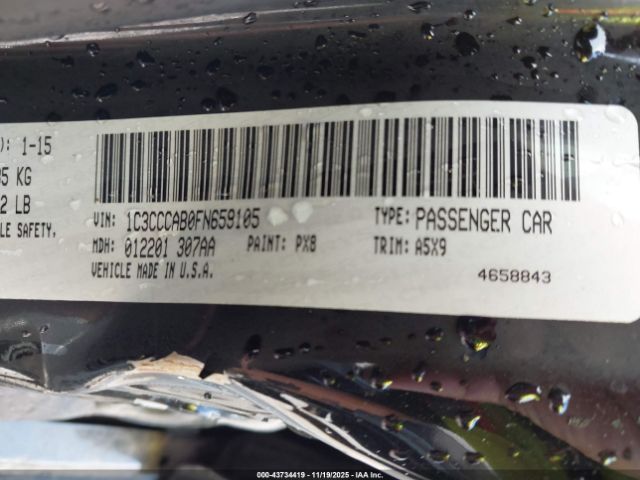 ): 1-15
5 KG
2 LB
LE SAFETY.
VIN: 1C3CCCAB0FN659105 TYPE: PASSENGER CAR
MDH: 012201 307AA PAINT: PX8 TRIM: A5X9
VEHICLE MADE IN U.S.A.
4658843
000-43734419 | 11/19/2025 - IAA Inc.